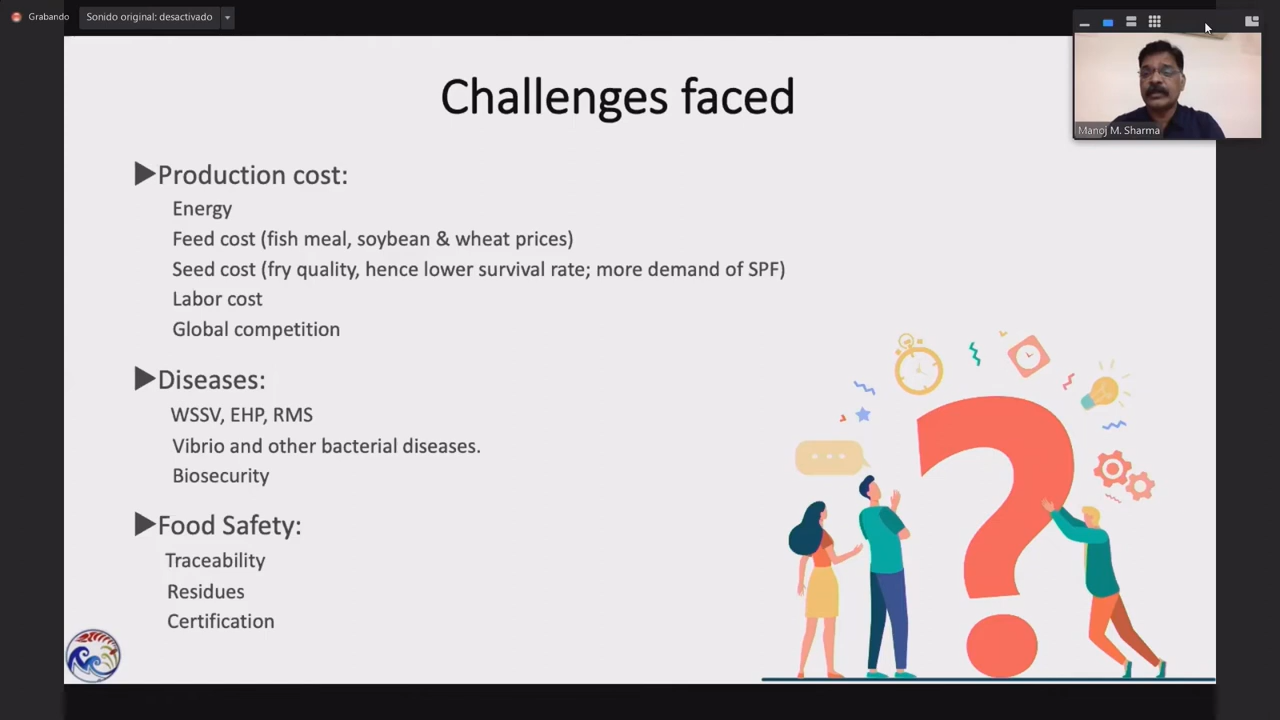 Grabando
Sonido original: desactivado
Challenges faced
Manoj M. Sharma
▶Production cost:
Energy
Feed cost (fish meal, soybean & wheat prices)
Seed cost (fry quality, hence lower survival rate; more demand of SPF)
Labor cost
Global competition
▶Diseases:
WSSV, EHP, RMS
Vibrio and other bacterial diseases.
Biosecurity
▶Food Safety:
Traceability
Residues
Certification